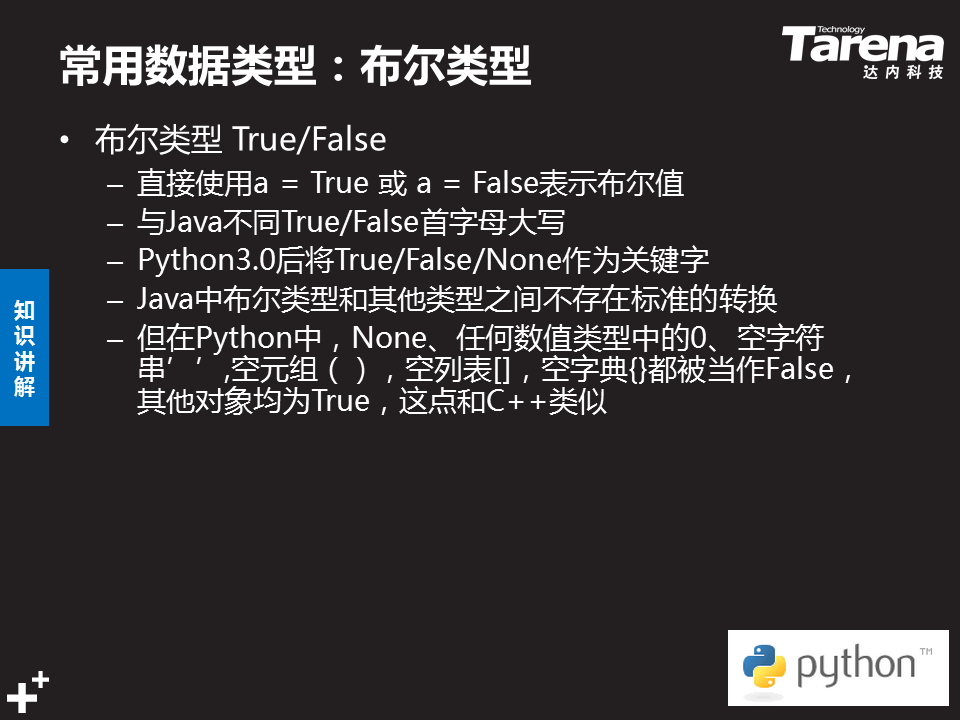 常用数据类型：布尔类型
Technology
Tarena
达内科技
• 布尔类型 True/False
– 直接使用a = True 或 a = False表示布尔值
– 与Java不同True/False首字母大写
– Python3.0后将True/False/None作为关键字
– Java中布尔类型和其他类型之间不存在标准的转换
– 但在Python中，None、任何数值类型中的0、空字符
串’’,空元组（），空列表[]，空字典{}都被当作False，
其他对象均为True，这点和C++类似
知
识
讲
解
python™